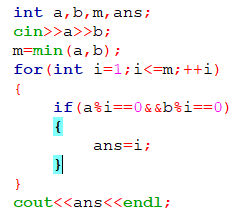 int a,b,m,ans;
cin>>a>>b;
m=min(a,b);
for(int i=1;i<=m;++i)
{
    if(a%i==0&&b%i==0)
    {
        ans=i;
    }
}
cout<<ans<<endl;